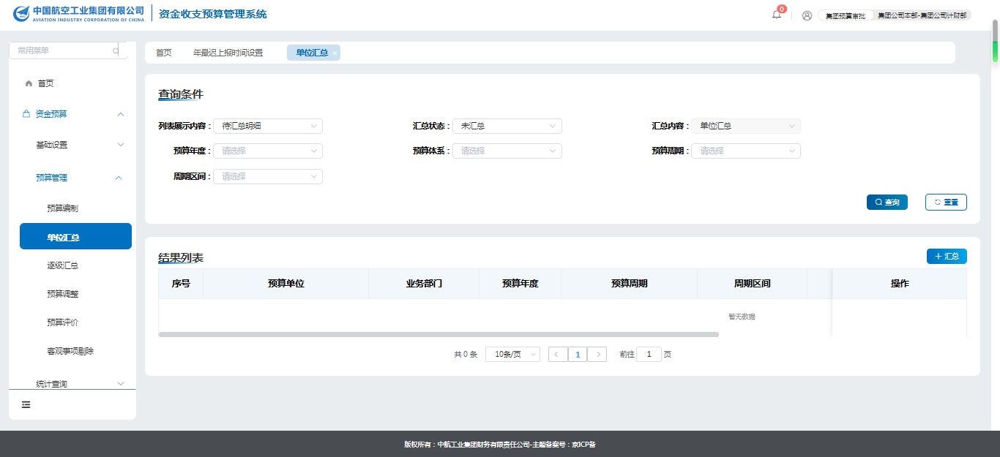 中国航空工业集团有限公司
AVIATION INDUSTRY CORPORATION OF CHINA
资金收支预算管理系统
0
集团预算审批 集团公司本部-集团公司计财部
常用菜单
首页 年最迟上报时间设置 单位汇总 ×
首页
资金预算
基础设置
预算管理
预算编制
单位汇总
逐级汇总
预算调整
预算评价
客观事项剔除
统计查询
查询条件
列表展示内容： 待汇总明细 汇总状态： 未汇总 汇总内容： 单位汇总
预算年度： 请选择 预算体系： 请选择 预算周期： 请选择
周期区间： 请选择
查询 重置
结果列表
+ 汇总
序号 预算单位 业务部门 预算年度 预算周期 周期区间 操作
暂无数据
共 0 条 10条/页 < 1 > 前往 1 页
版权所有：中航工业集团财务有限责任公司-主题备案号：京ICP备